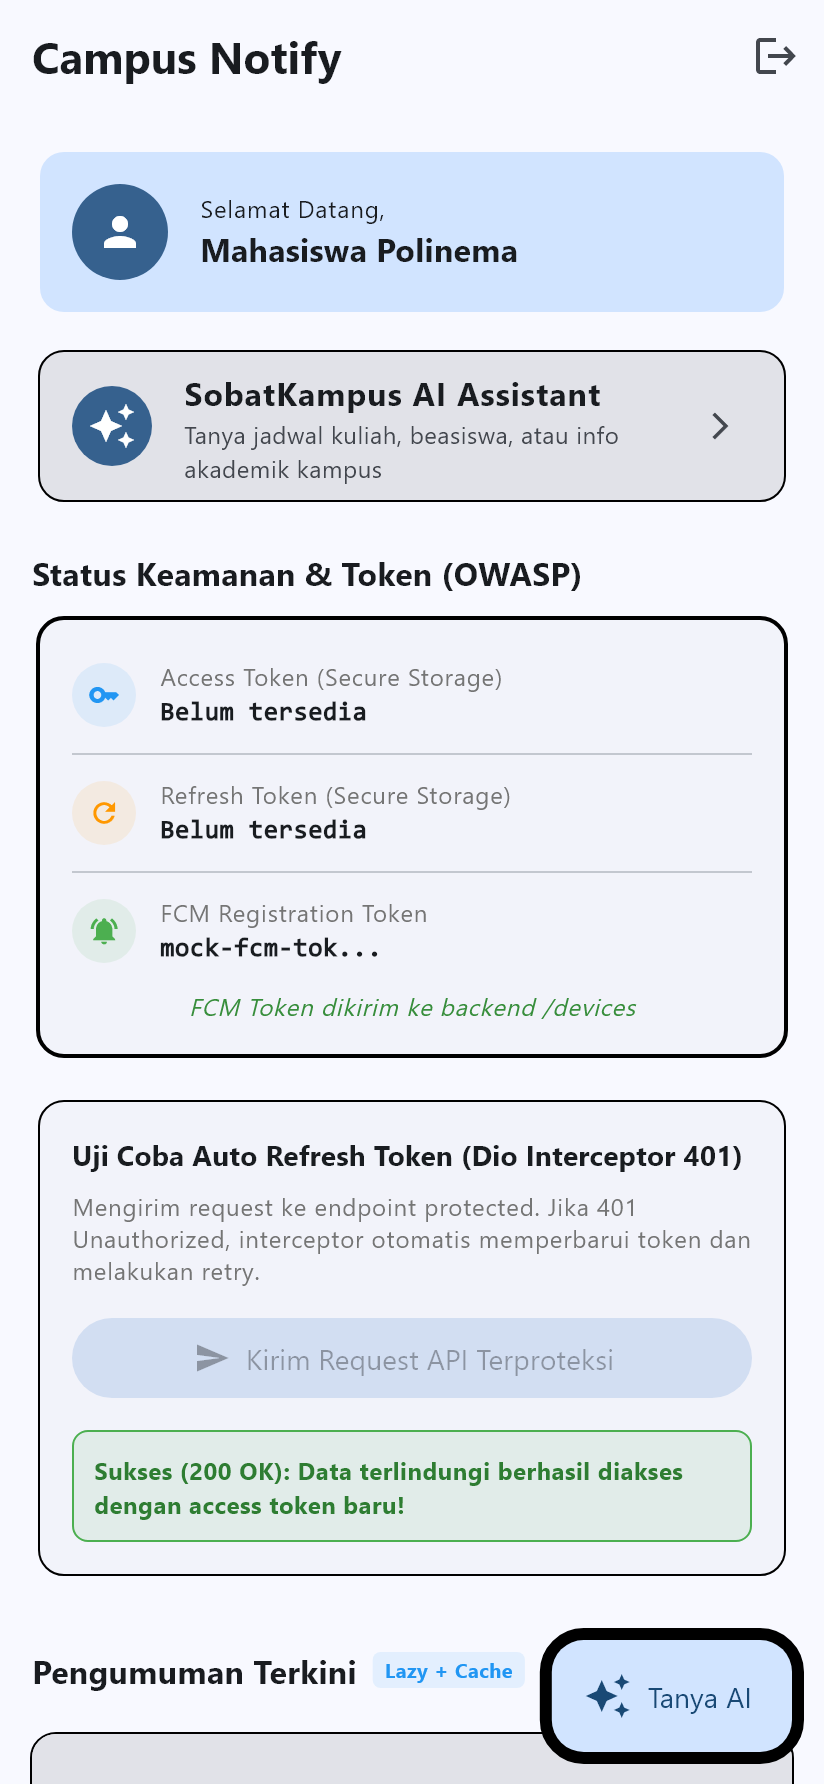 Campus Notify
Selamat Datang,
Mahasiswa Polinema
SobatKampus AI Assistant
Tanya jadwal kuliah, beasiswa, atau info
akademik kampus
Status Keamanan & Token (OWASP)
Access Token (Secure Storage)
Belum tersedia
Refresh Token (Secure Storage)
Belum tersedia
FCM Registration Token
mock-fcm-tok...
FCM Token dikirim ke backend /devices
Uji Coba Auto Refresh Token (Dio Interceptor 401)
Mengirim request ke endpoint protected. Jika 401
Unauthorized, interceptor otomatis memperbarui token dan
melakukan retry.
Kirim Request API Terproteksi
Sukses (200 OK): Data terlindungi berhasil diakses
dengan access token baru!
Pengumuman Terkini
Lazy + Cache
Tanya AI